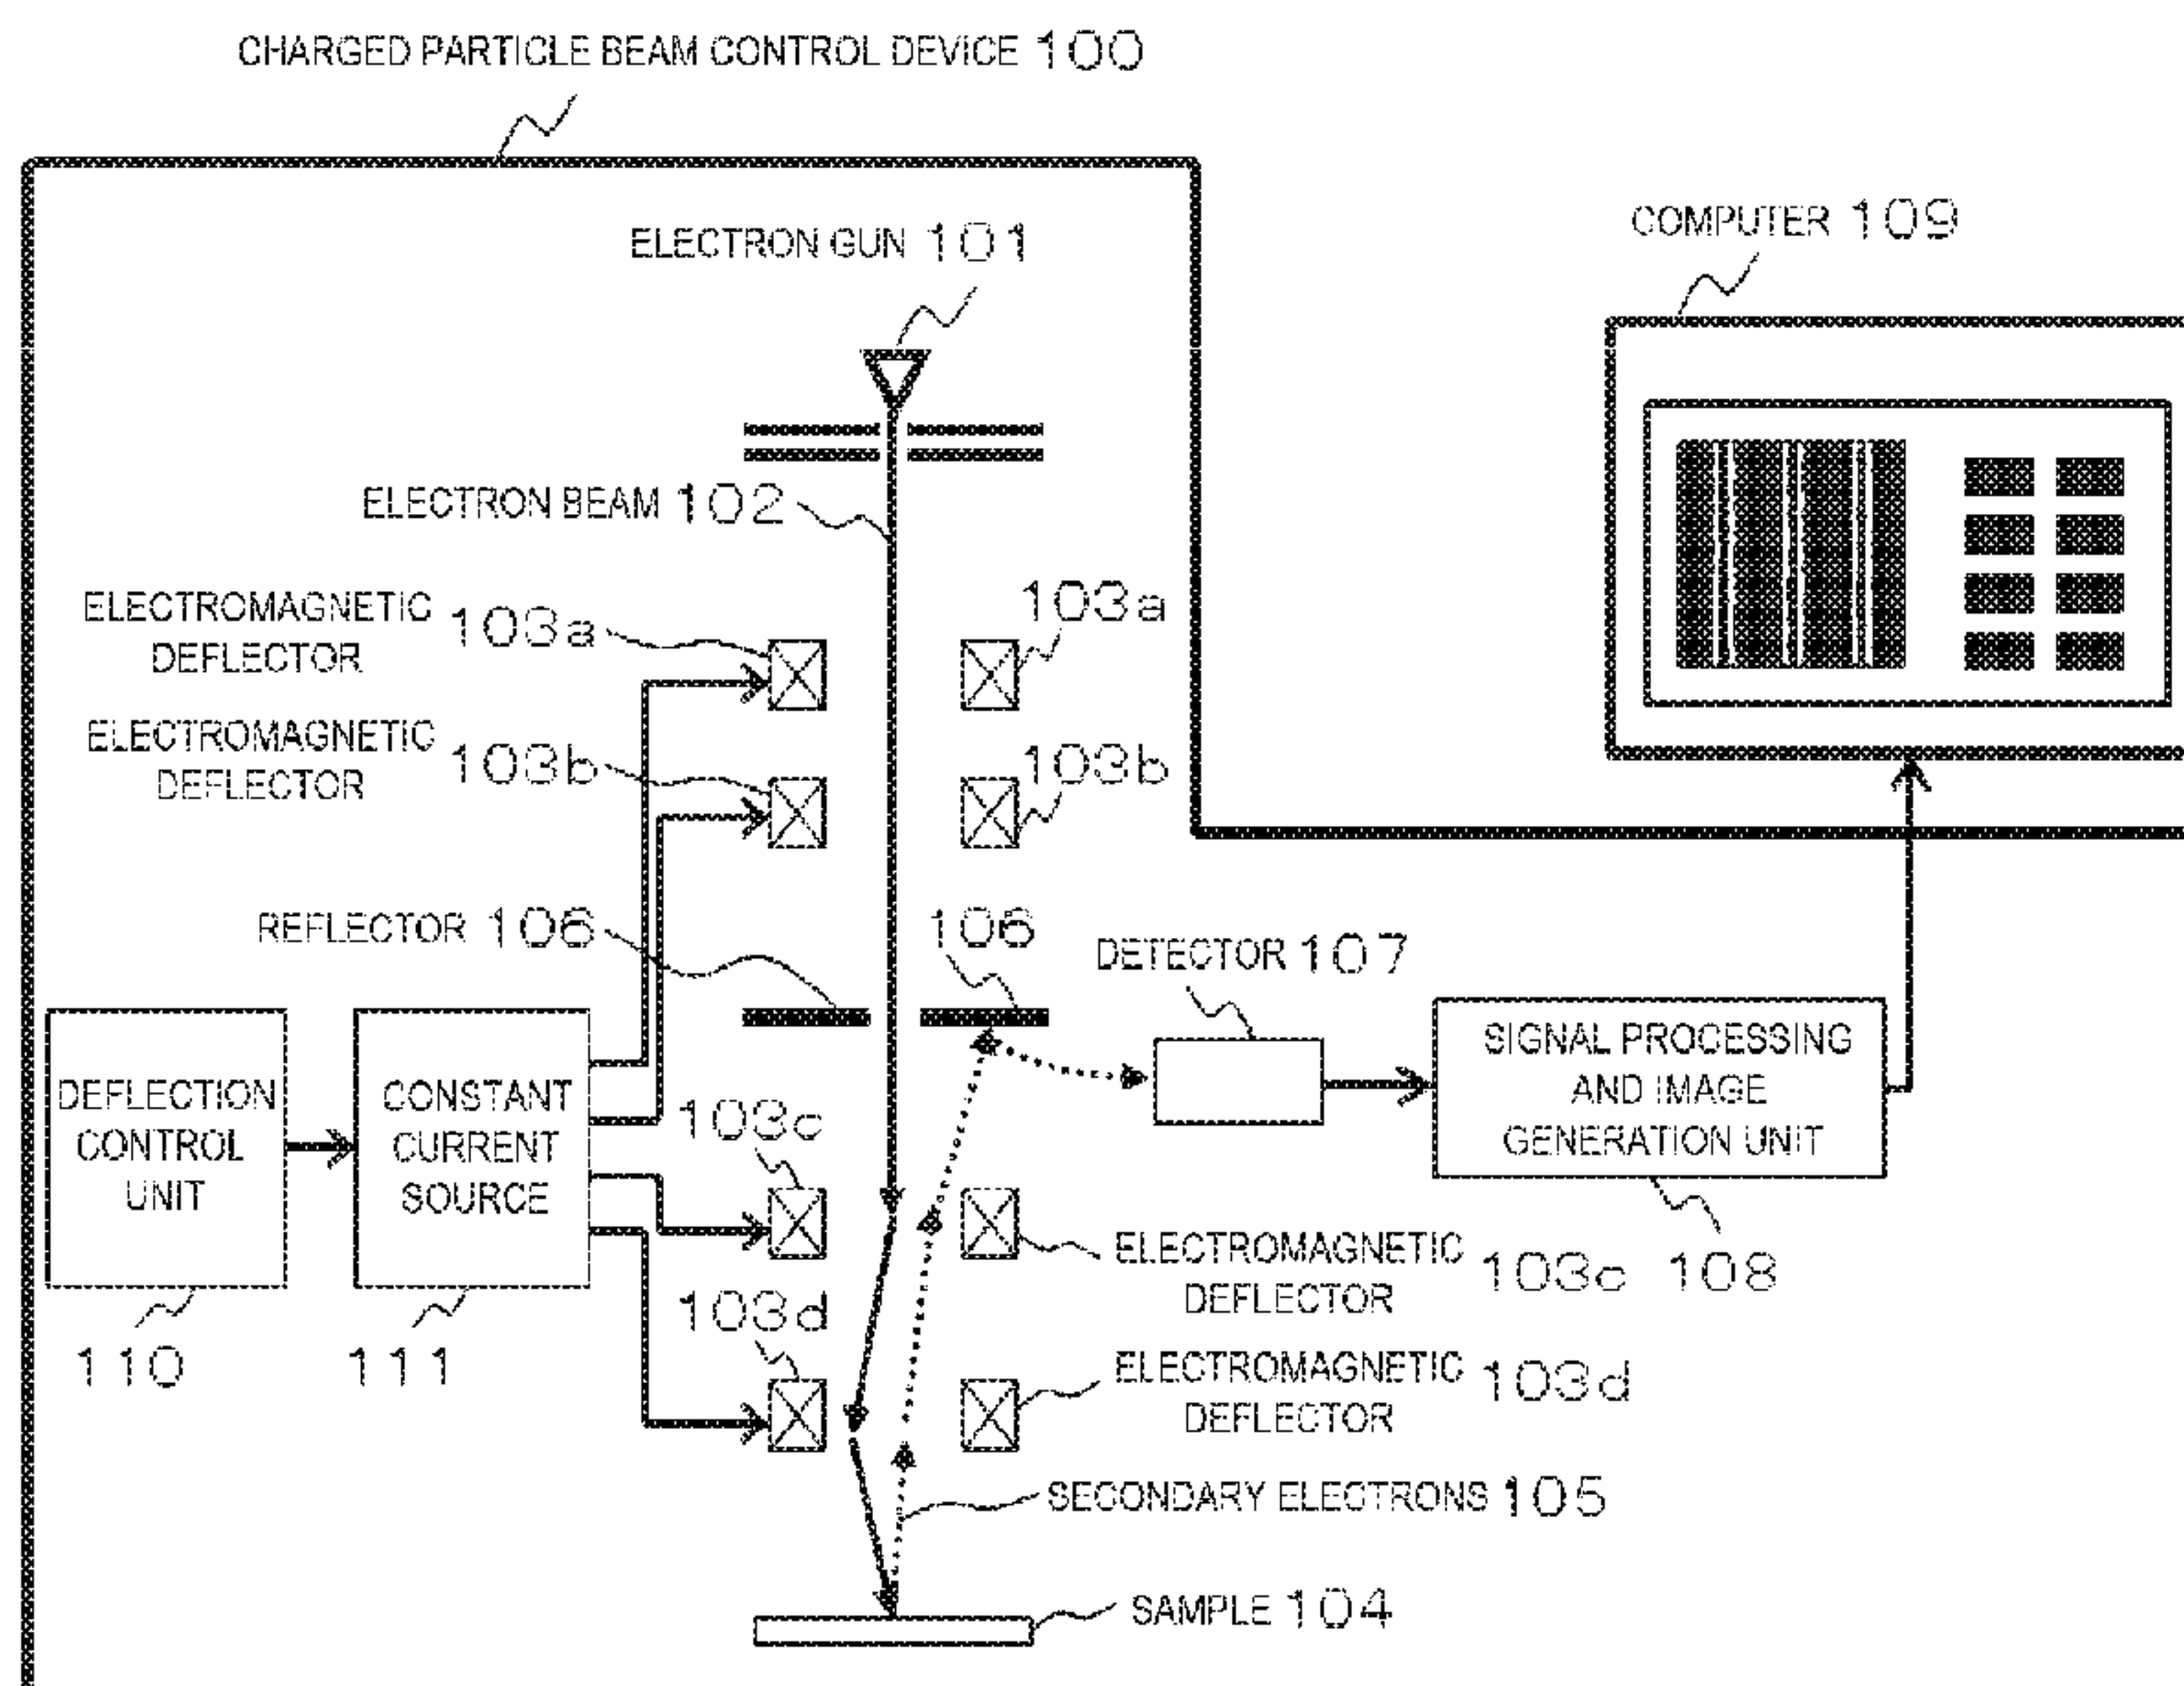 CHARGED PARTICLE BEAM CONTROL DEVICE 100
COMPUTER 109
ELECTRON GUN 101
ELECTRON BEAM 102
ELECTROMAGNETIC
DEFLECTOR
103a
103a
ELECTROMAGNETIC
DEFLECTOR
103b
103b
REFLECTOR 106
106
DETECTOR 107
DEFLECTION
CONTROL
UNIT
110
CONSTANT
CURRENT
SOURCE
111
SIGNAL PROCESSING
AND IMAGE
GENERATION UNIT
108
103c
ELECTROMAGNETIC
DEFLECTOR
103c
103d
ELECTROMAGNETIC
DEFLECTOR
103d
SECONDARY ELECTRONS 105
SAMPLE 104